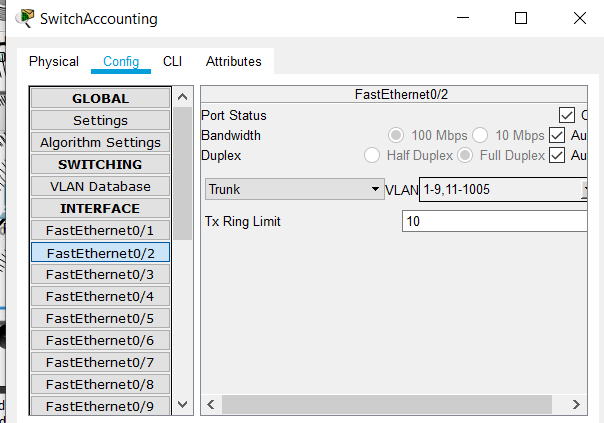 SwitchAccounting
Physical Config CLI Attributes
GLOBAL
Settings
Algorithm Settings
SWITCHING
VLAN Database
INTERFACE
FastEthernet0/1
FastEthernet0/2
FastEthernet0/3
FastEthernet0/4
FastEthernet0/5
FastEthernet0/6
FastEthernet0/7
FastEthernet0/8
FastEthernet0/9
FastEthernet0/2
Port Status
Bandwidth 100 Mbps 10 Mbps Au
Duplex Half Duplex Full Duplex Au
Trunk VLAN 1-9,11-1005
Tx Ring Limit 10